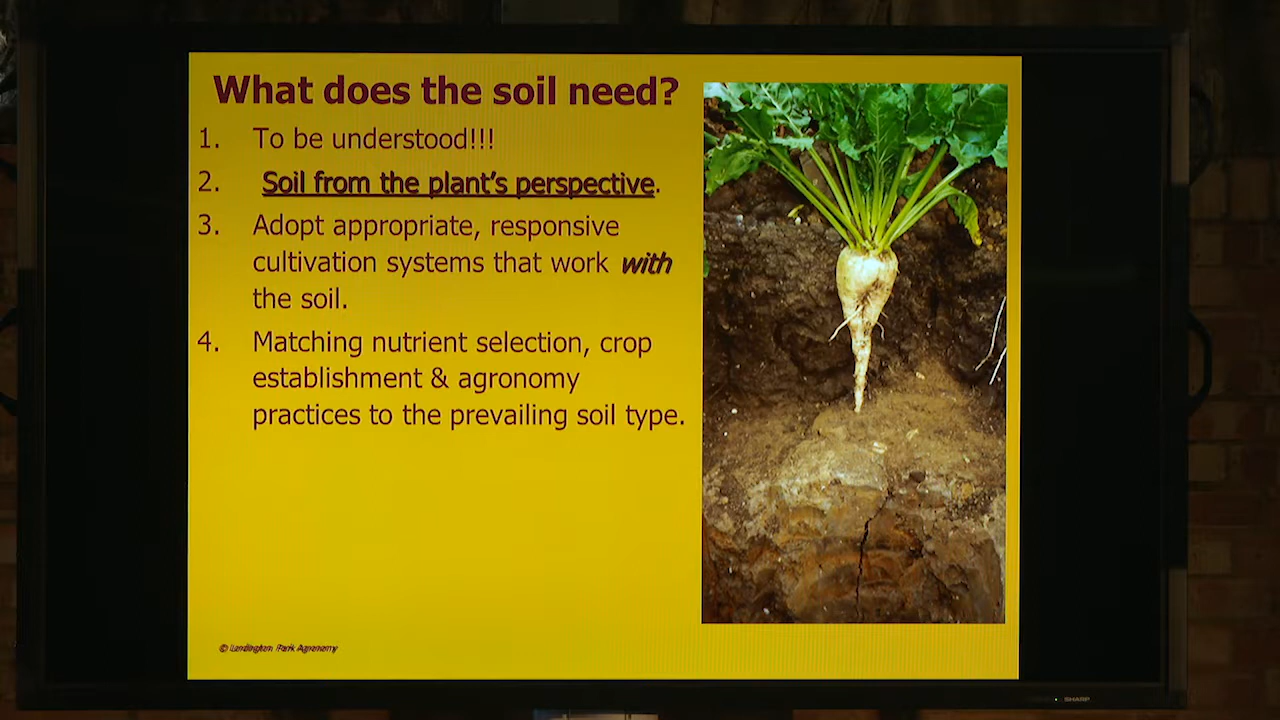 What does the soil need?
1. To be understood!!!
2. Soil from the plant's perspective.
3. Adopt appropriate, responsive
cultivation systems that work with
the soil.
4. Matching nutrient selection, crop
establishment & agronomy
practices to the prevailing soil type.
© Park Agronomy
SHARP